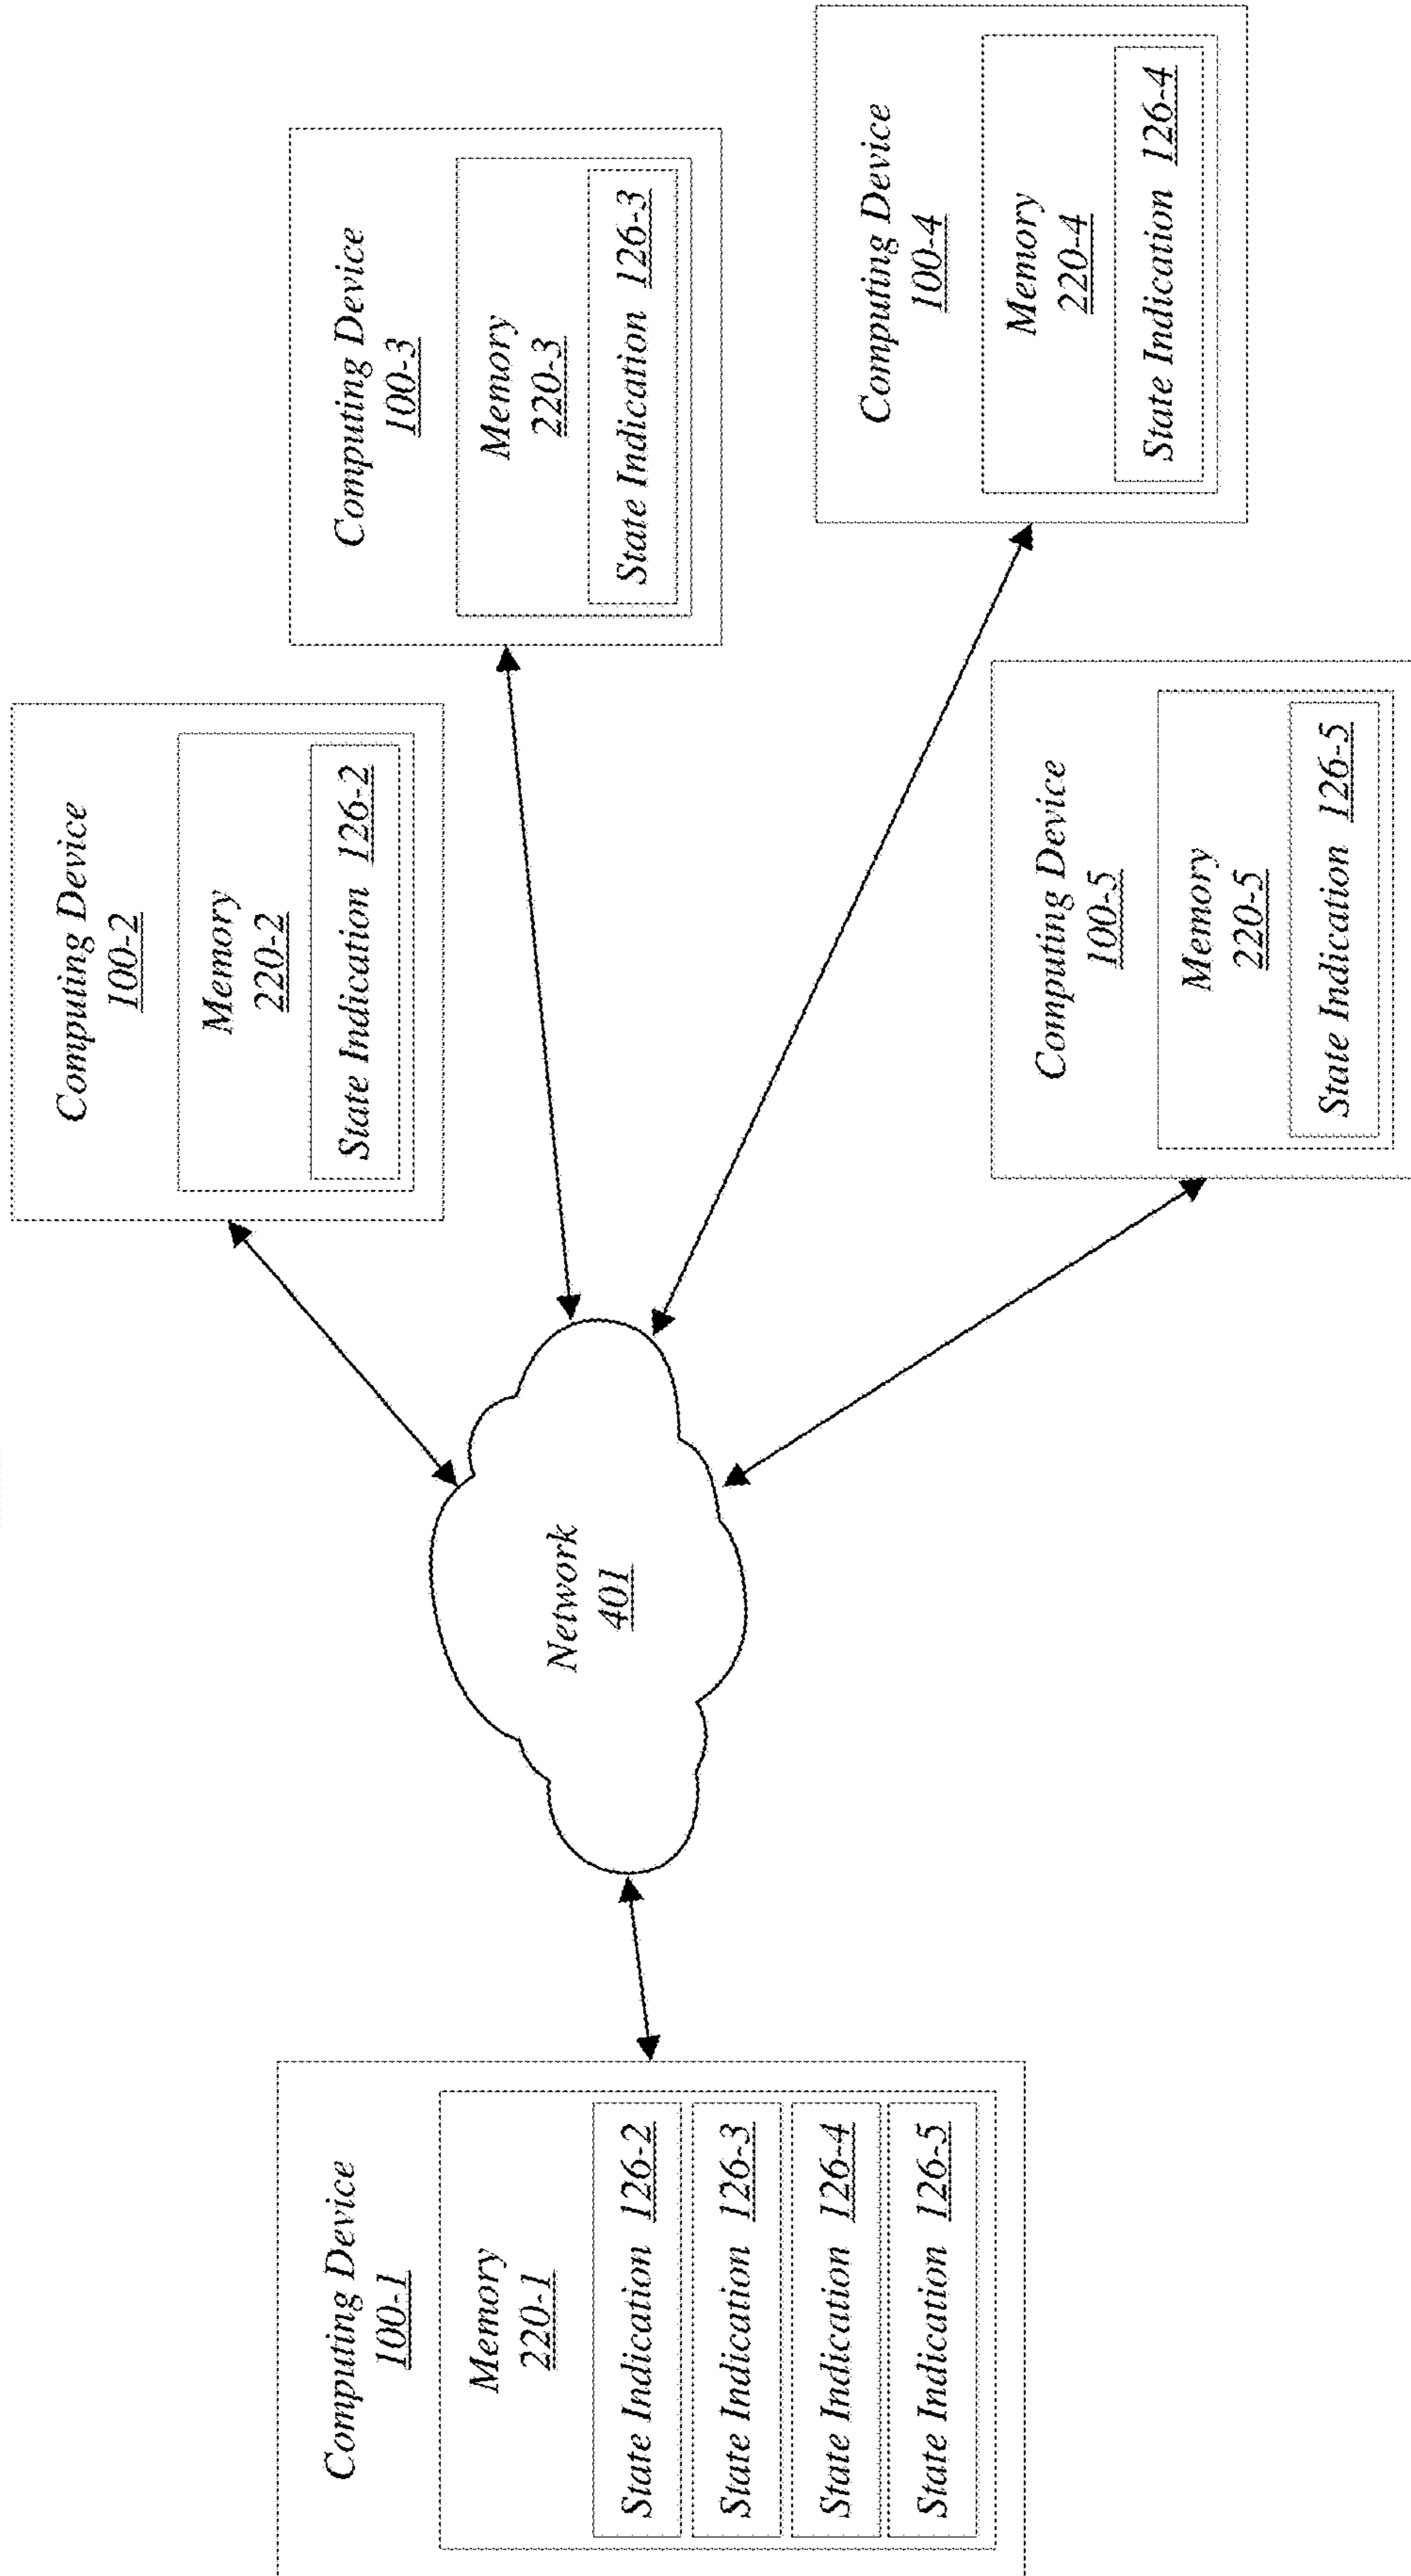 Computing Device
100-1
Memory
220-1
State Indication 126-2
State Indication 126-3
State Indication 126-4
State Indication 126-5
Network
401
Computing Device
100-2
Memory
220-2
State Indication 126-2
Computing Device
100-3
Memory
220-3
State Indication 126-3
Computing Device
100-4
Memory
220-4
State Indication 126-4
Computing Device
100-5
Memory
220-5
State Indication 126-5